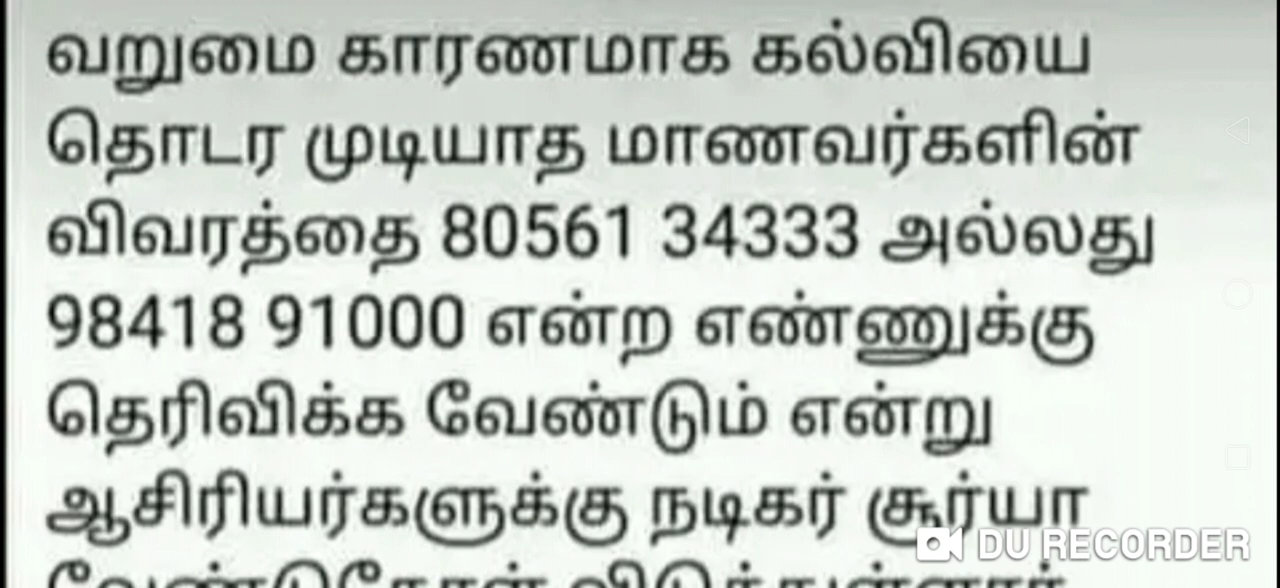 வறுமை காரணமாக கல்வியை
தொடர முடியாத மாணவர்களின்
விவரத்தை 80561 34333 அல்லது
98418 91000 என்ற எண்ணுக்கு
தெரிவிக்க வேண்டும் என்று
ஆசிரியர்களுக்கு நடிகர் சூர்யா
DU RECORDER